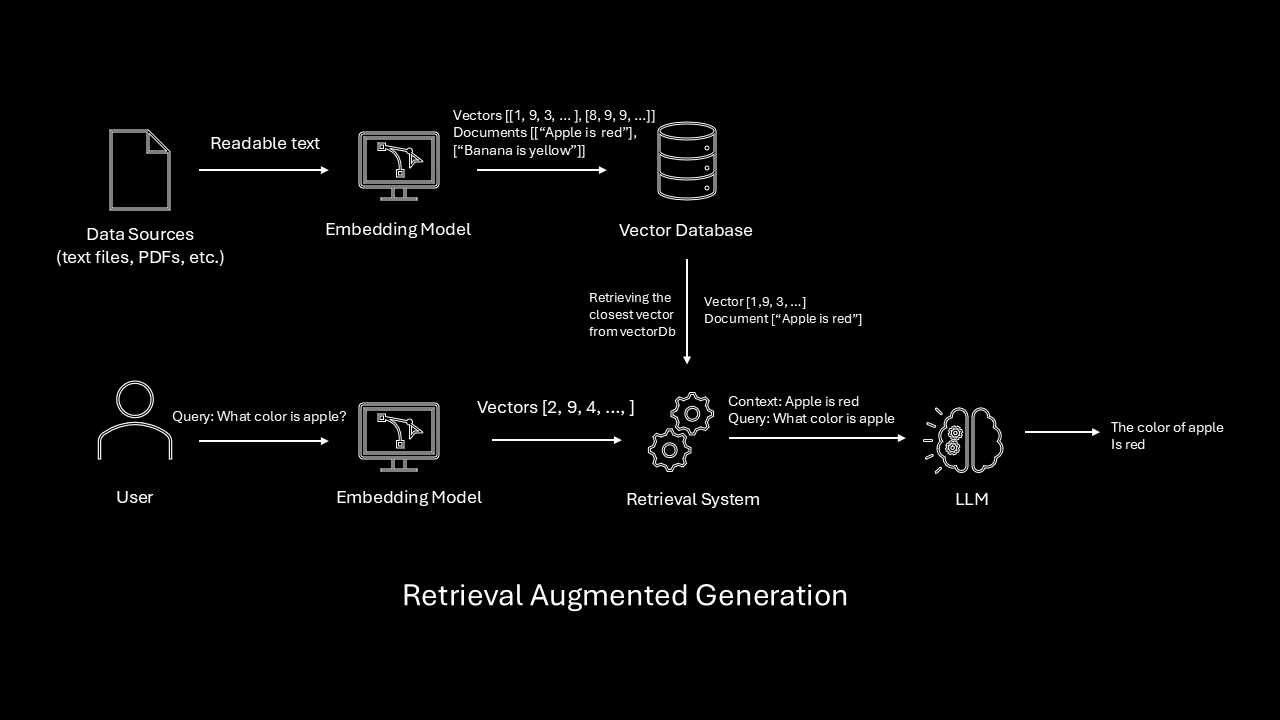 Vectors [[1, 9, 3, ... ], [8, 9, 9, ...]]
Documents [[“Apple is red”],
[“Banana is yellow”]]
Readable text
Embedding Model
Vector Database
Data Sources
(text files, PDFs, etc.)
Retrieving the
closest vector
from vectorDb
Vector [1,9, 3, ...]
Document [“Apple is red”]
Query: What color is apple?
Vectors [2, 9, 4, ..., ]
Context: Apple is red
Query: What color is apple
The color of apple
Is red
User
Embedding Model
Retrieval System
LLM
Retrieval Augmented Generation